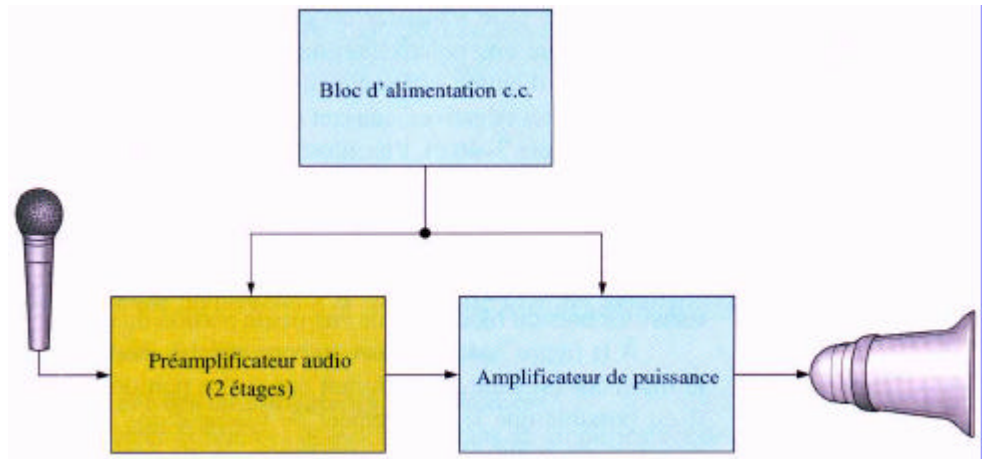 Bloc d'alimentation c.c.
Préamplificateur audio
(2 étages)
Amplificateur de puissance